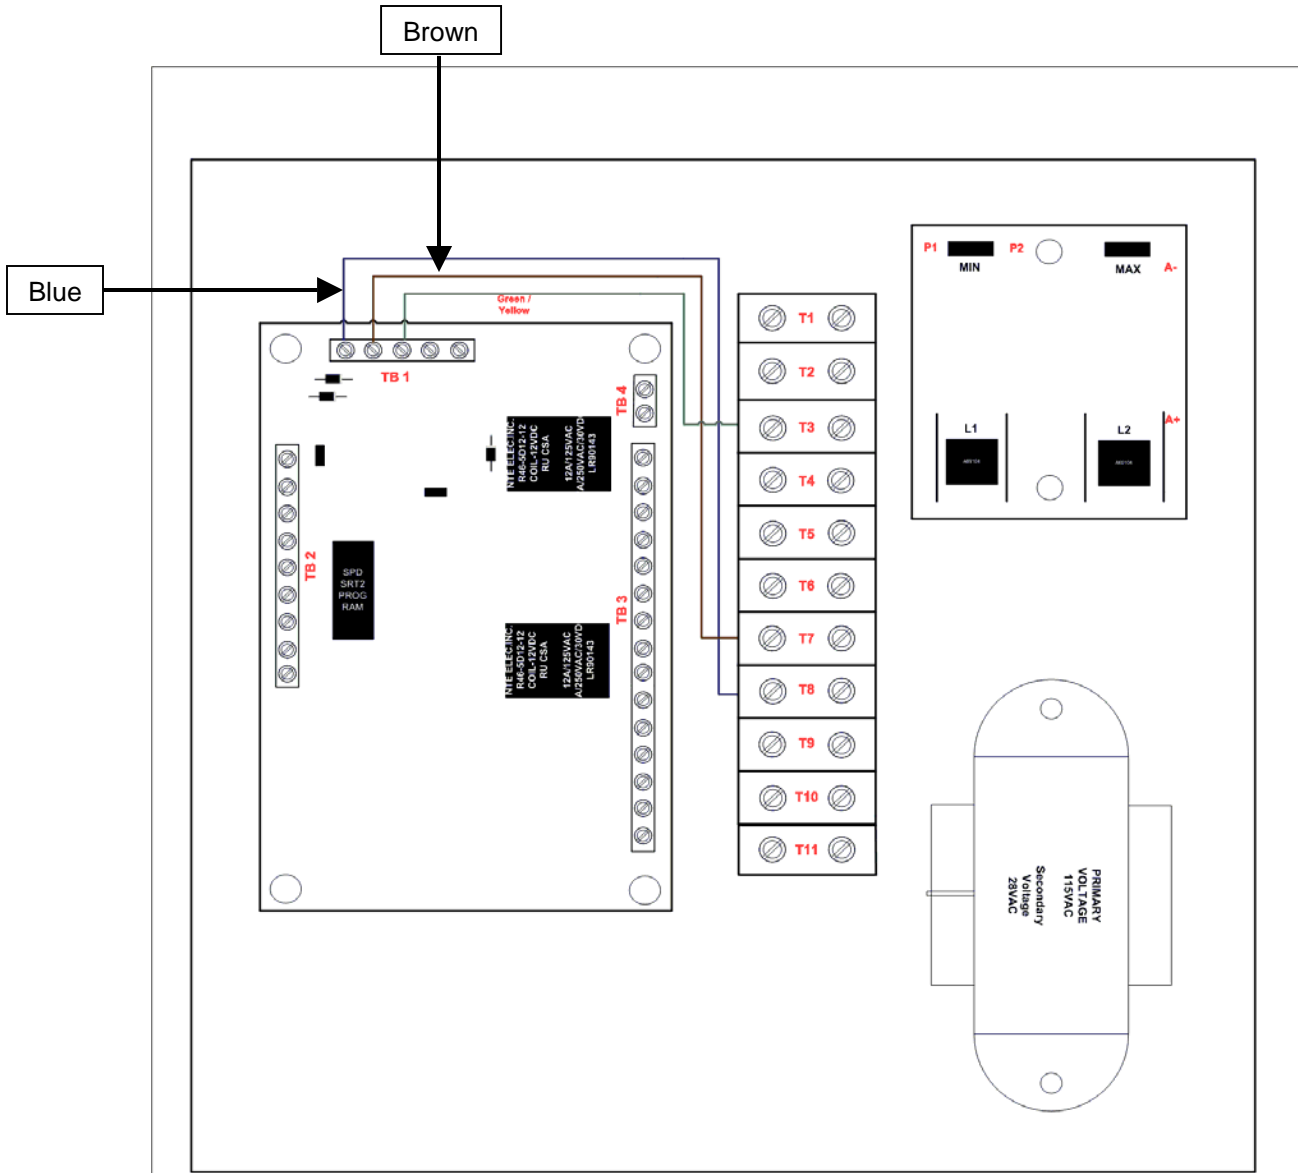 Brown
Blue
P1
MIN
P2
MAX
A-
Green /
Yellow
TB 1
TB 4
NTE ELEC.INC.
R46-5D12-12
COIL-12VDC
RU CSA
12A/125VAC
A/250VAC/30VD
LR90143
T1
T2
T3
T4
T5
T6
T7
T8
T9
T10
T11
L1
L2
A+
TB 2
SPD
SRT2
PROG
RAM
TB 3
NTE ELEC.INC.
R46-5D12-12
COIL-12VDC
RU CSA
12A/125VAC
A/250VAC/30VD
LR90143
PRIMARY
VOLTAGE
115VAC
Secondary
Voltage
28VAC